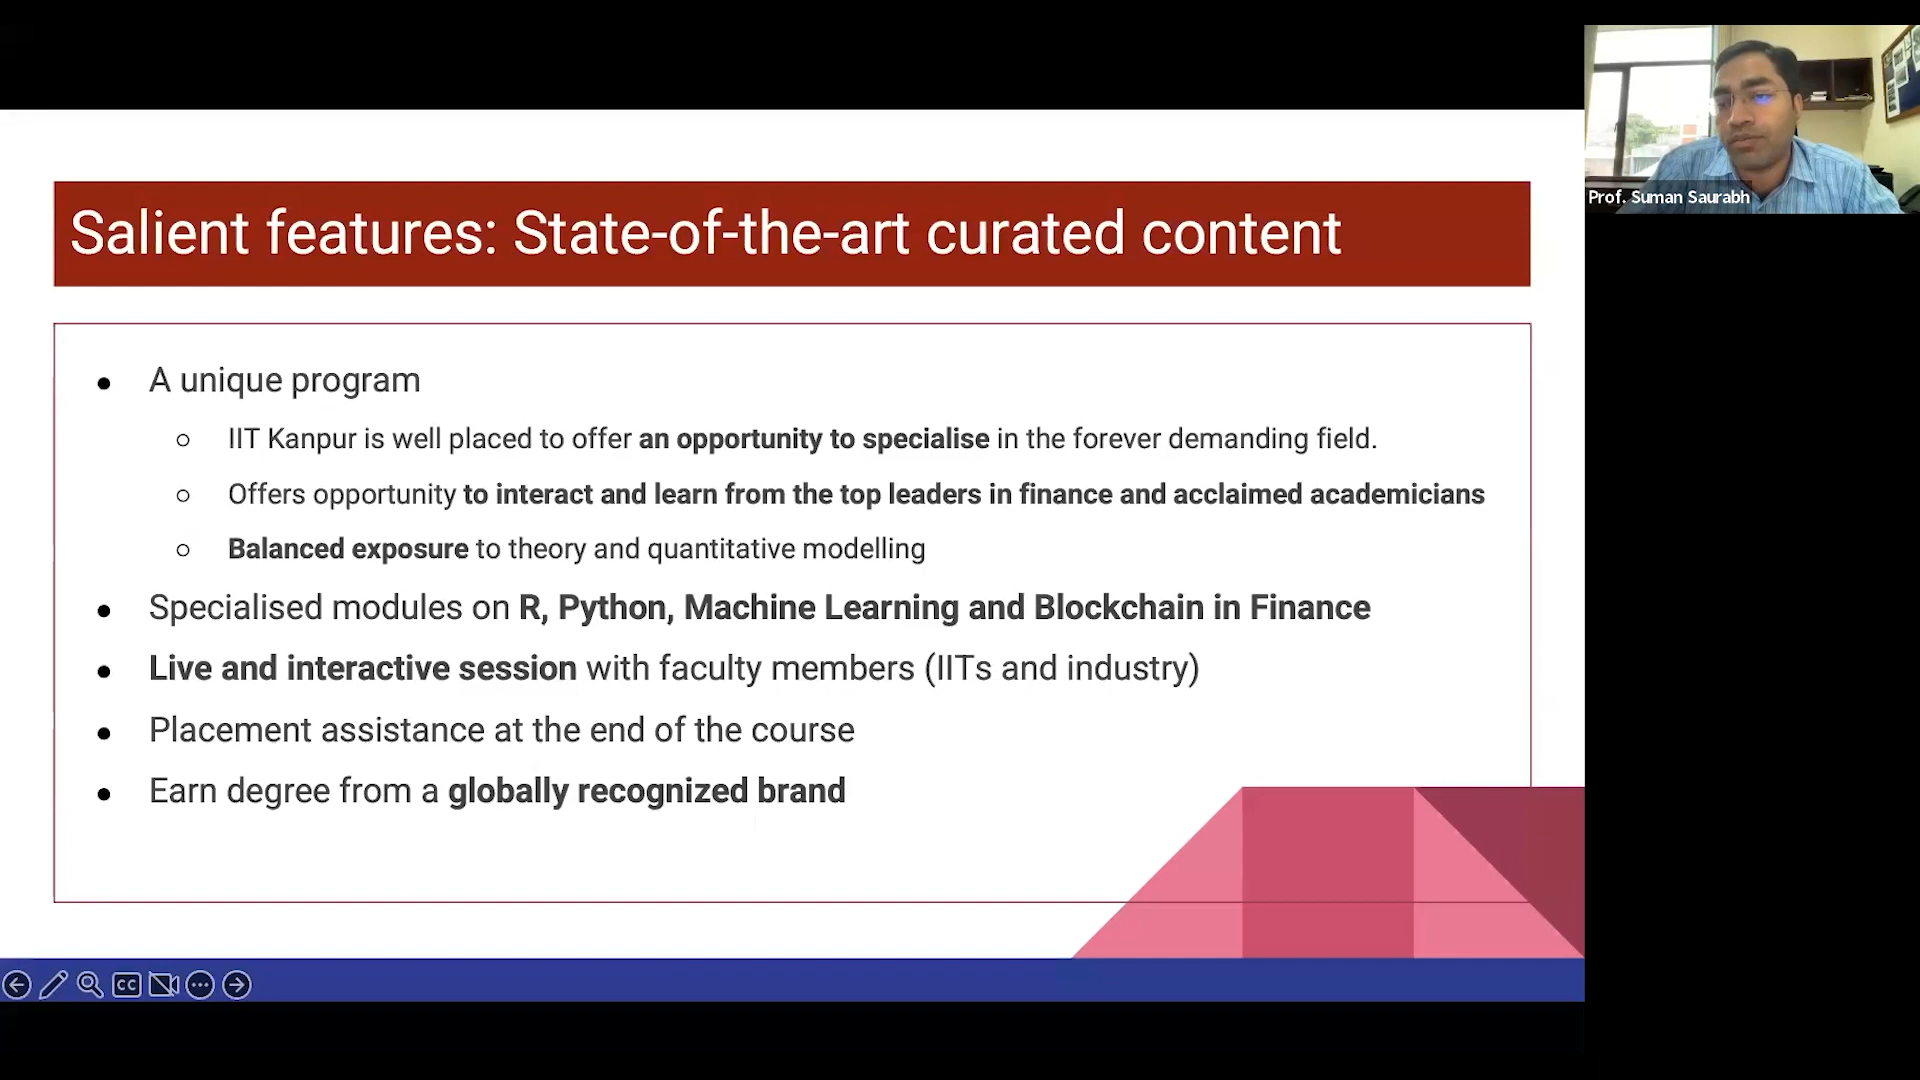 Salient features: State-of-the-art curated content
● A unique program
○ IIT Kanpur is well placed to offer an opportunity to specialise in the forever demanding field.
○ Offers opportunity to interact and learn from the top leaders in finance and acclaimed academicians
○ Balanced exposure to theory and quantitative modelling
● Specialised modules on R, Python, Machine Learning and Blockchain in Finance
● Live and interactive session with faculty members (IITs and industry)
● Placement assistance at the end of the course
● Earn degree from a globally recognized brand
CC
Prof. Suman Saurabh